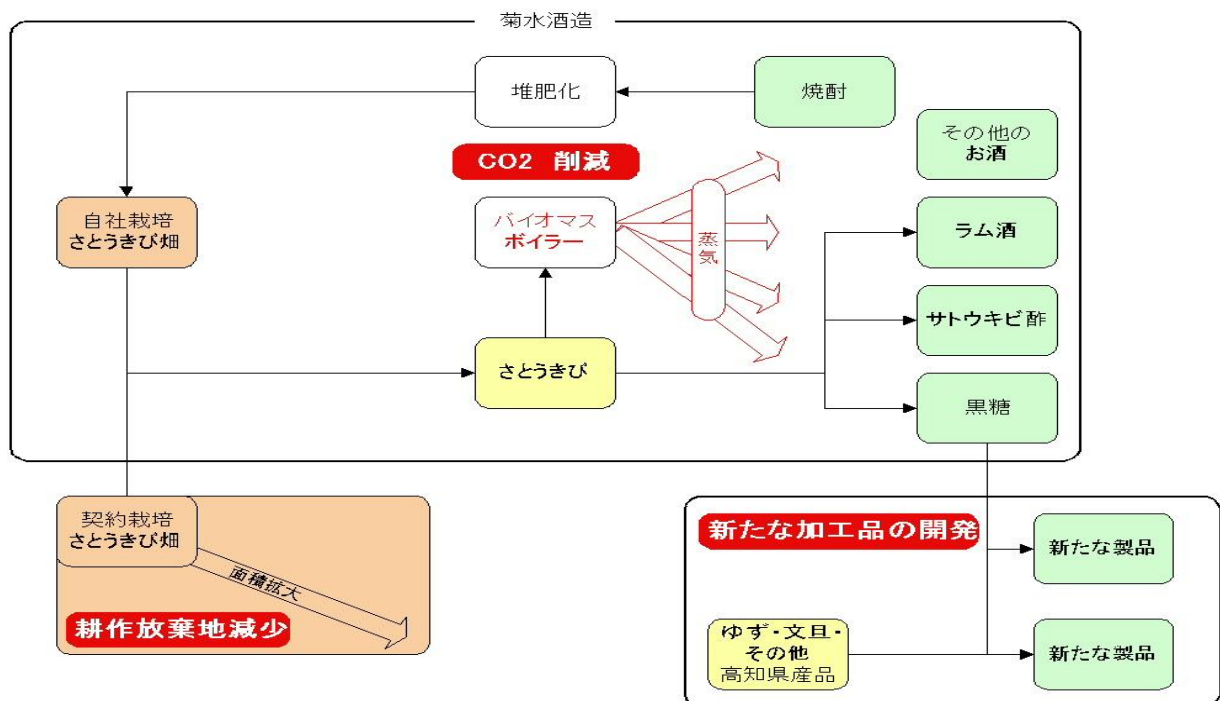 菊水酒造
堆肥化
焼酎
その他の
お酒
CO2 削減
自社栽培
さとうきび畑
バイオマス
ボイラー
蒸気
ラム酒
サトウキビ酢
さとうきび
黒糖
契約栽培
さとうきび畑
面積拡大
耕作放棄地減少
新たな加工品の開発
新たな製品
ゆず・文旦・
その他
高知県産品
新たな製品